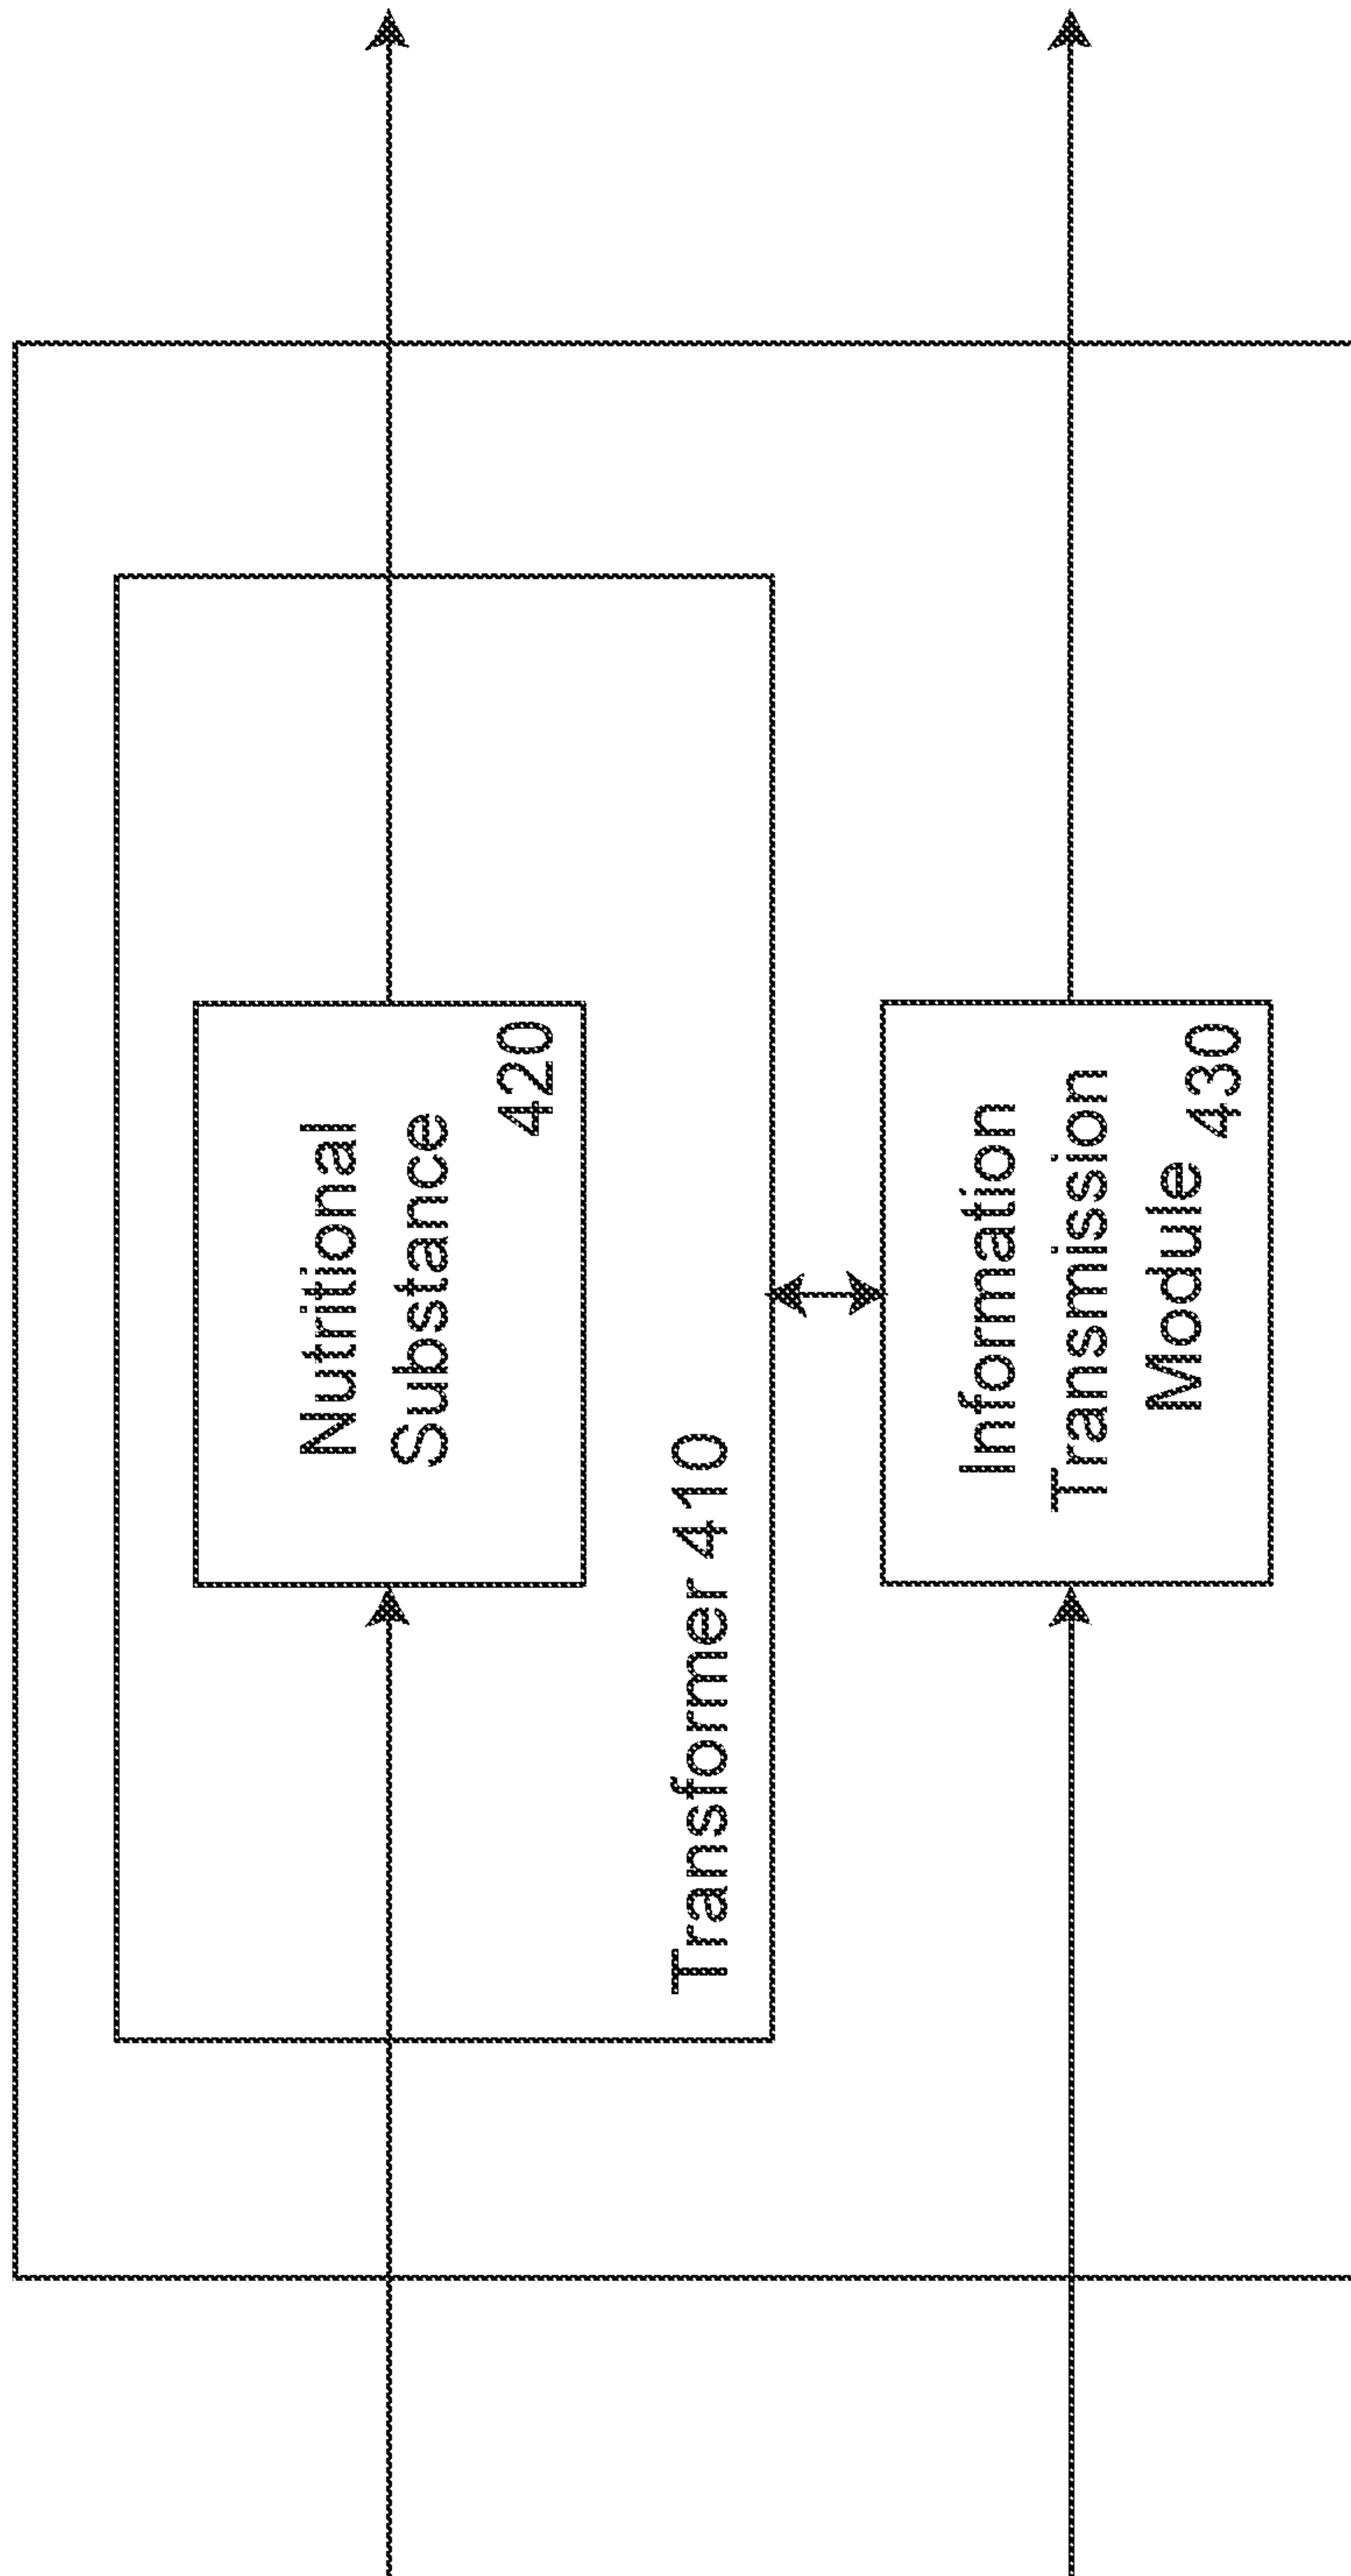 Nutritional
Substance
420
Transformer 410
Information
Transmission
Module 430